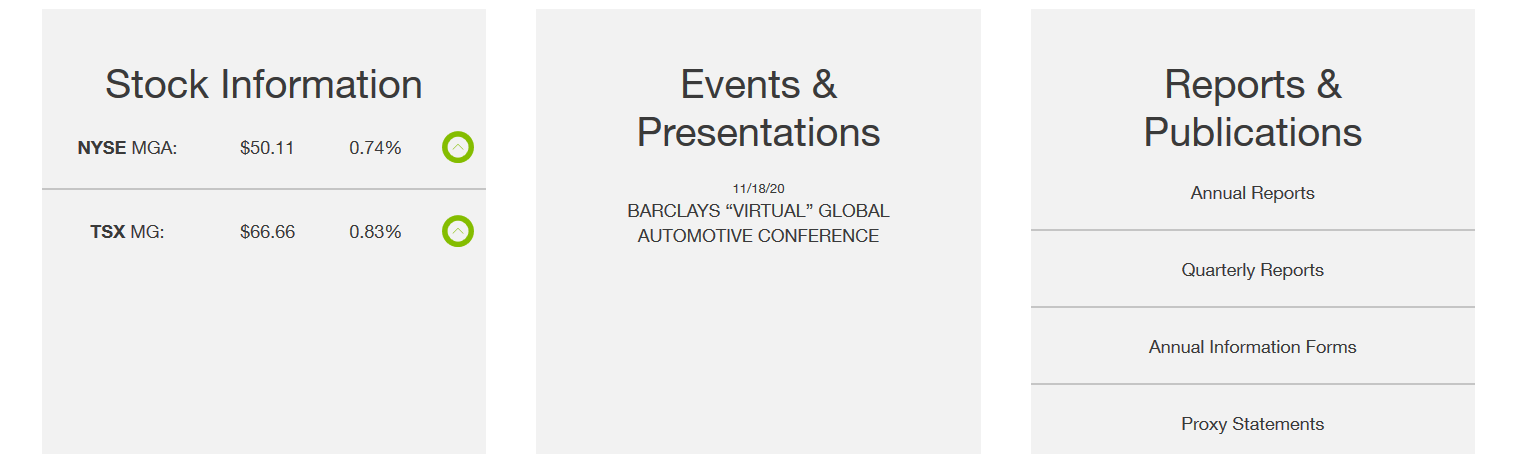 Stock Information
NYSE MGA: $50.11 0.74%
TSX MG: $66.66 0.83%
Events &
Presentations
11/18/20
BARCLAYS “VIRTUAL” GLOBAL
AUTOMOTIVE CONFERENCE
Reports &
Publications
Annual Reports
Quarterly Reports
Annual Information Forms
Proxy Statements